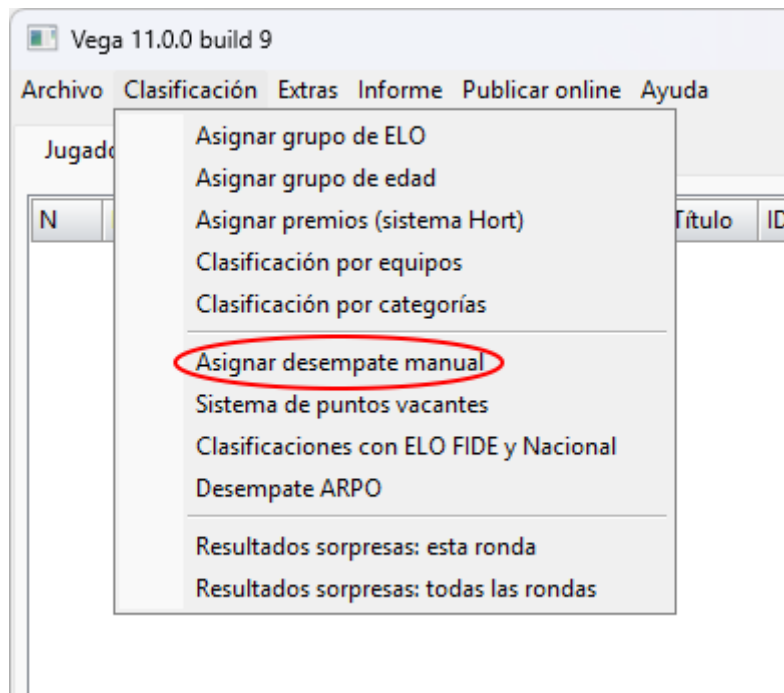 Vega 11.0.0 build 9
Archivo Clasificación Extras Informe Publicar online Ayuda
Asignar grupo de ELO
Asignar grupo de edad
Asignar premios (sistema Hort)
N Título
Clasificación por equipos
Clasificación por categorías
Asignar desempate manual
Sistema de puntos vacantes
Clasificaciones con ELO FIDE y Nacional
Desempate ARPO
Resultados sorpresas: esta ronda
Resultados sorpresas: todas las rondas